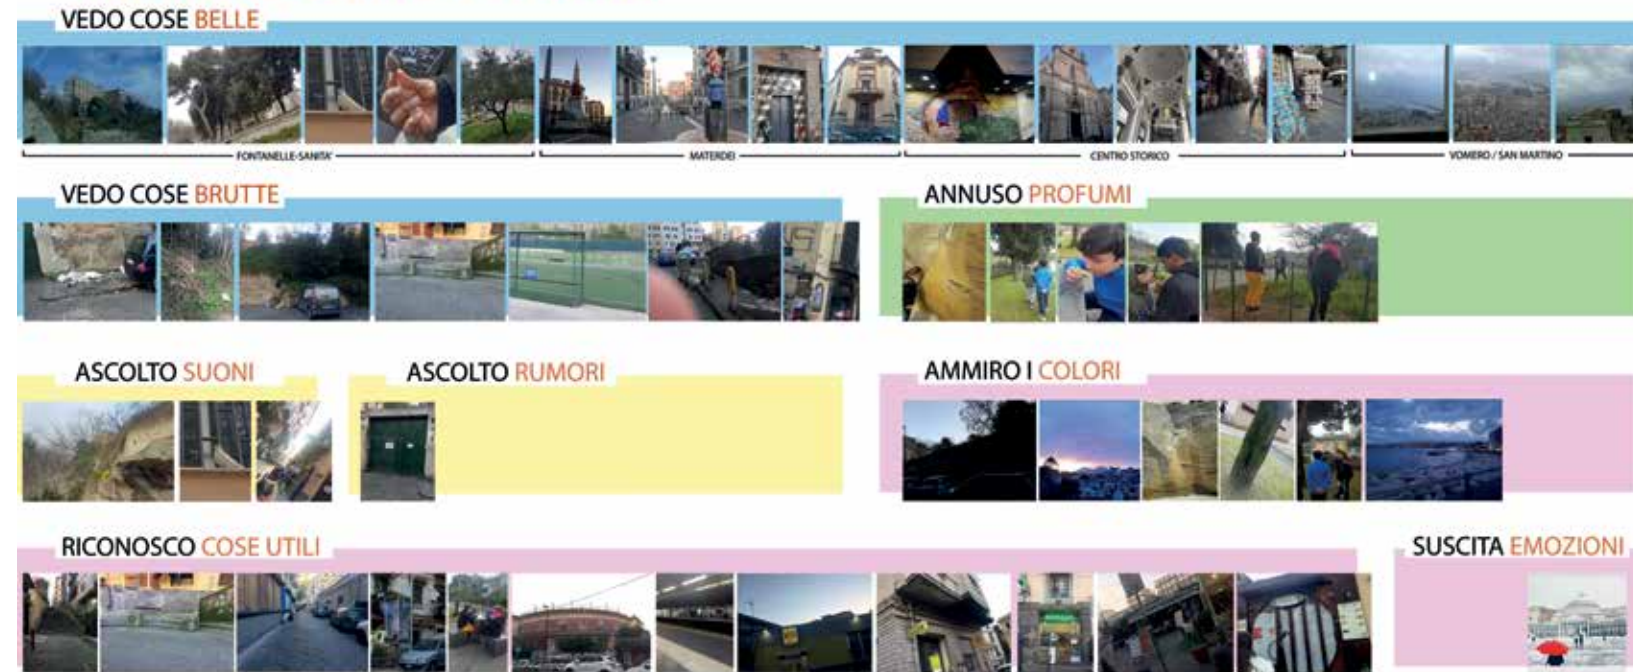 VEDO COSE BELLE
FONTANELLE-SANITA'
MATERDEI
CENTRO STORICO
VOMERO / SAN MARTINO
VEDO COSE BRUTTE
ANNUSO PROFUMI
ASCOLTO SUONI
ASCOLTO RUMORI
AMMIRO I COLORI
RICONOSCO COSE UTILI
SUSCITA EMOZIONI